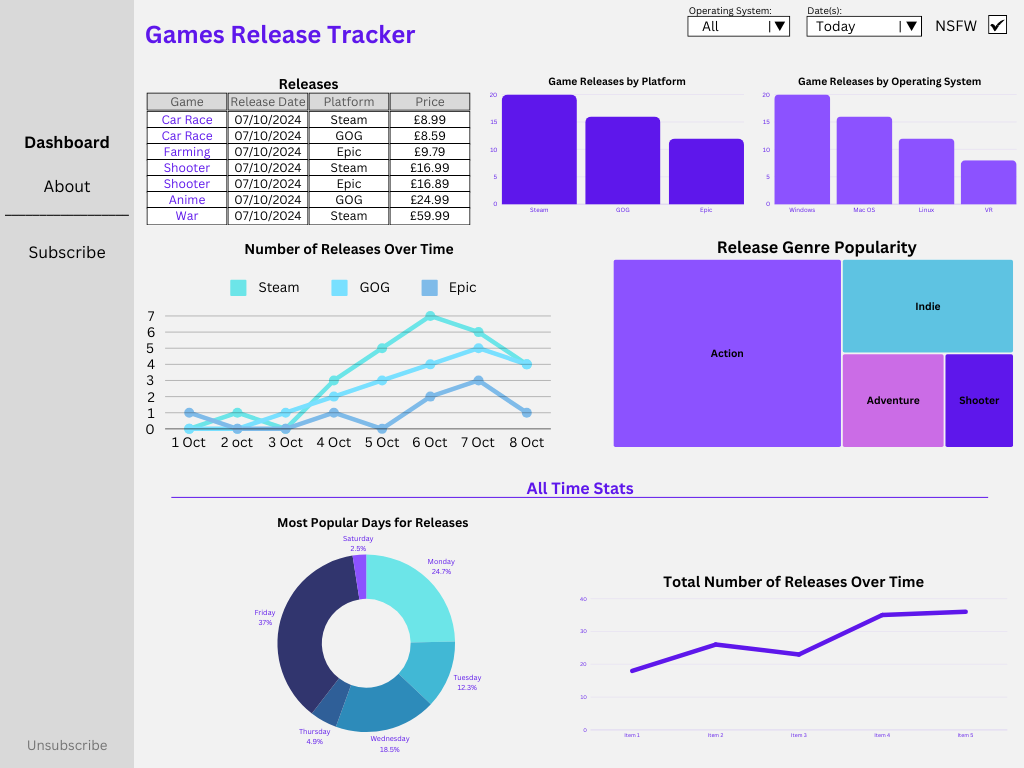 Games Release Tracker
Operating System:
All
Date(s):
Today
NSFW
Dashboard
About
Subscribe
Unsubscribe
Releases
Game Release Date Platform Price
Car Race 07/10/2024 Steam £8.99
Car Race 07/10/2024 GOG £8.59
Farming 07/10/2024 Epic £9.79
Shooter 07/10/2024 Steam £16.99
Shooter 07/10/2024 Epic £16.89
Anime 07/10/2024 GOG £24.99
War 07/10/2024 Steam £59.99
Game Releases by Platform
20
15
10
5
0
Steam GOG Epic
Game Releases by Operating System
20
15
10
5
0
Windows Mac OS Linux VR
Number of Releases Over Time
Steam GOG Epic
7
6
5
4
3
2
1
0
1 Oct 2 oct 3 Oct 4 Oct 5 Oct 6 Oct 7 Oct 8 Oct
Release Genre Popularity
Action
Indie
Adventure
Shooter
All Time Stats
Most Popular Days for Releases
Saturday
2.5%
Monday
24.7%
Friday
37%
Tuesday
12.3%
Thursday
4.9%
Wednesday
18.5%
Total Number of Releases Over Time
40
30
20
10
0
Item 1 Item 2 Item 3 Item 4 Item 5